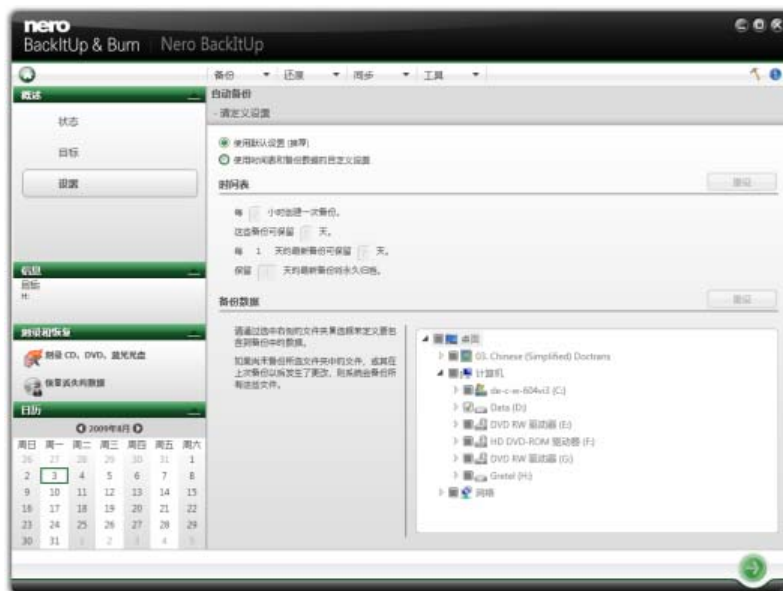 nero
BackItUp & Burn Nero BackItUp
备份 还原 同步 工具
概述
状态
目标
设置
自动备份
- 请定义设置
使用默认设置 (推荐)
使用时间表和备份数据的自定义设置
时间表
每 小时创建一次备份。
这些备份可保留 天。
每 1 天的最新备份可保留 天。
保留 天的最新备份将永久归档。
信息
目标:
H:
备份数据
请通过选中右侧的文件夹复选框来定义要包
含到备份中的数据。
如果尚未备份所选文件夹中的文件，或其在
上次备份以后发生了更改，则系统会备份所
有这些文件。
桌面
03. Chinese (Simplified) Doctrans
计算机
de-c-er-604vi3 (C:)
Data (D:)
DVD RW 驱动器 (E:)
HD DVD-ROM 驱动器 (F:)
DVD RW 驱动器 (G:)
Gretel (H:)
网络
刻录和恢复
刻录 CD、DVD、蓝光光盘
恢复丢失的数据
日历
2009年8月
周日 周一 周二 周三 周四 周五 周六
26 27 28 29 30 31 1
2 3 4 5 6 7 8
9 10 11 12 13 14 15
16 17 18 19 20 21 22
23 24 25 26 27 28 29
30 31 1 2 3 4 5